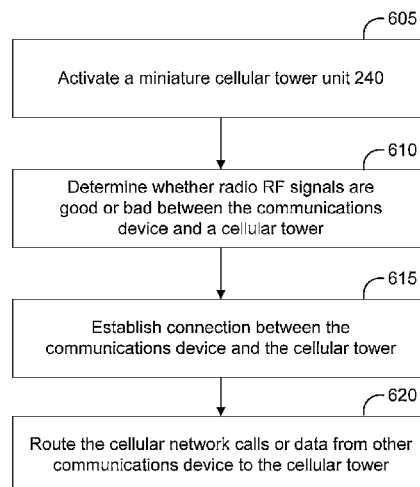 605
Activate a miniature cellular tower unit 240
610
Determine whether radio RF signals are
good or bad between the communications
device and a cellular tower
615
Establish connection between the
communications device and the cellular tower
620
Route the cellular network calls or data from other
communications device to the cellular tower